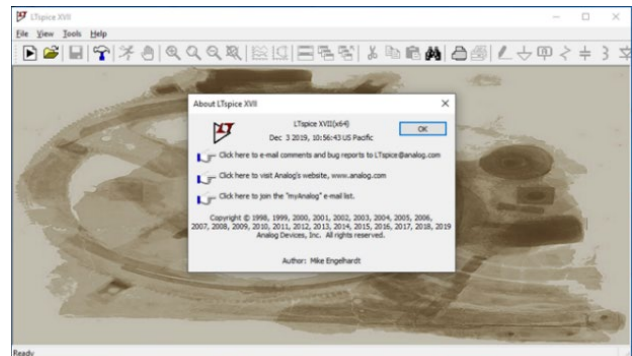 LTspice XVII
File View Tools Help
About LTspice XVII
LTspice XVII(x64)
Dec 3 2019, 10:56:43 US Pacific
OK
Click here to e-mail comments and bug reports to LTspice@analog.com
Click here to visit Analog's website, www.analog.com
Click here to join the "myAnalog" e-mail list.
Copyright © 1998, 1999, 2000, 2001, 2002, 2003, 2004, 2005, 2006,
2007, 2008, 2009, 2010, 2011, 2012, 2013, 2014, 2015, 2016, 2017, 2018, 2019
Analog Devices, Inc. All rights reserved.
Author: Mike Engelhardt
Ready